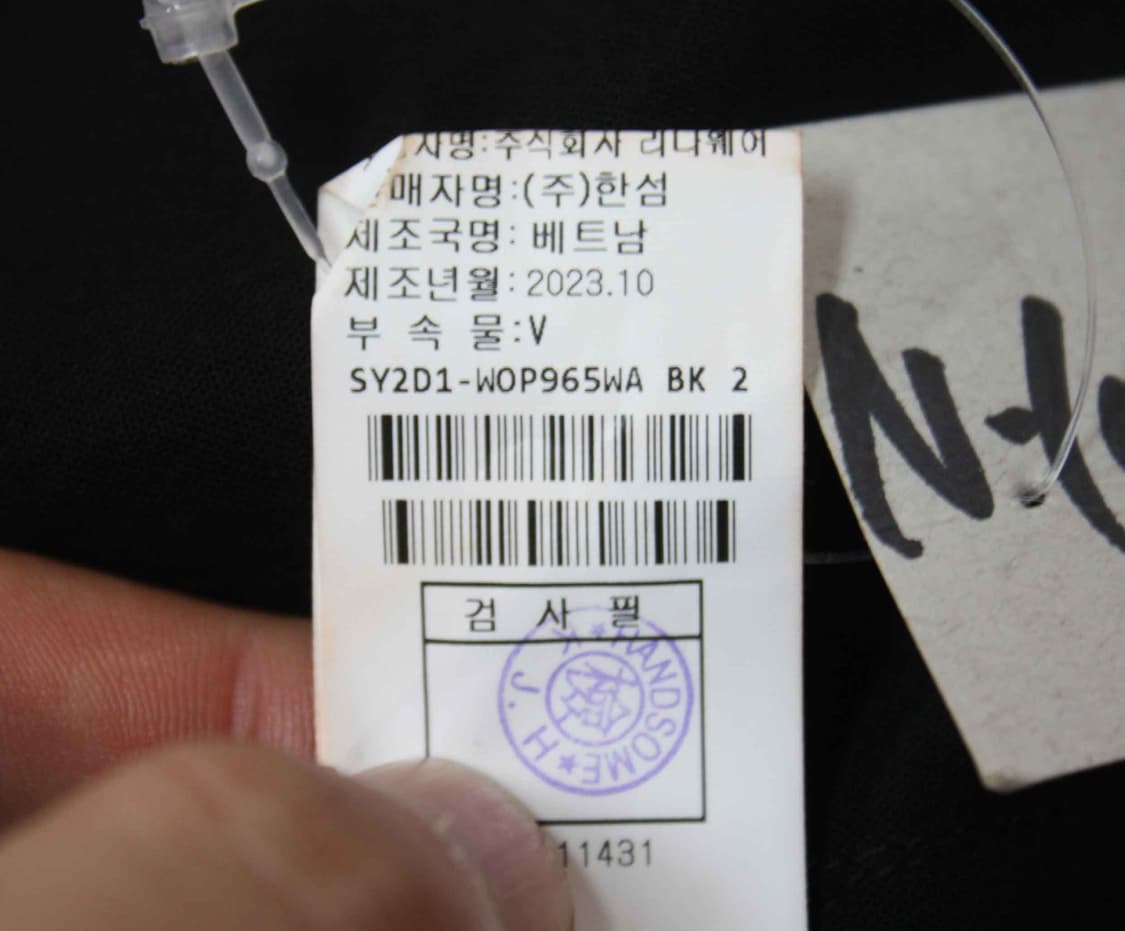 자명:주식회사 리나웨어
매자명:(주)한섬
제조국명: 베트남
제조년월:2023.10
부 속 물:V
SY2D1-WOP965WA BK 2
검 사 필
HANDSOME★H J. K★
11431